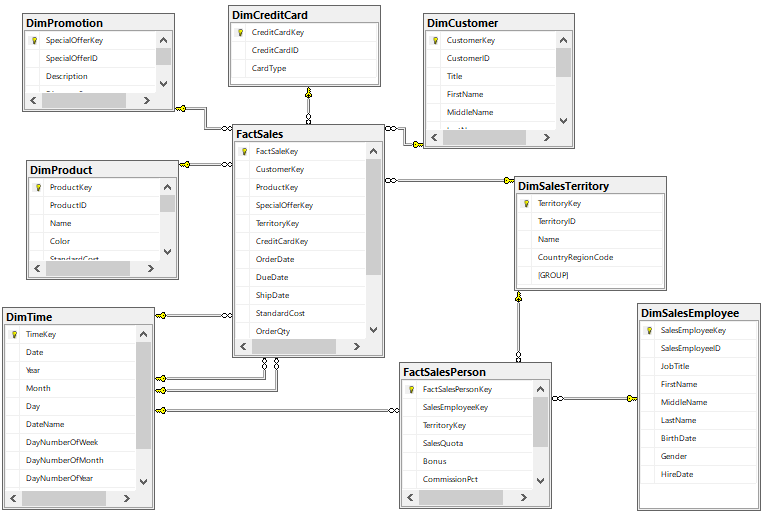 DimPromotion
SpecialOfferKey
SpecialOfferID
Description
DimCreditCard
CreditCardKey
CreditCardID
CardType
DimCustomer
CustomerKey
CustomerID
Title
FirstName
MiddleName
FactSales
FactSaleKey
CustomerKey
ProductKey
SpecialOfferKey
TerritoryKey
CreditCardKey
OrderDate
DueDate
ShipDate
StandardCost
OrderQty
DimProduct
ProductKey
ProductID
Name
Color
StandardCost
DimSalesTerritory
TerritoryKey
TerritoryID
Name
CountryRegionCode
[GROUP]
DimTime
TimeKey
Date
Year
Month
Day
DateName
DayNumberOfWeek
DayNumberOfMonth
DayNumberOfYear
FactSalesPerson
FactSalesPersonKey
SalesEmployeeKey
TerritoryKey
SalesQuota
Bonus
CommissionPct
DimSalesEmployee
SalesEmployeeKey
SalesEmployeeID
JobTitle
FirstName
MiddleName
LastName
BirthDate
Gender
HireDate